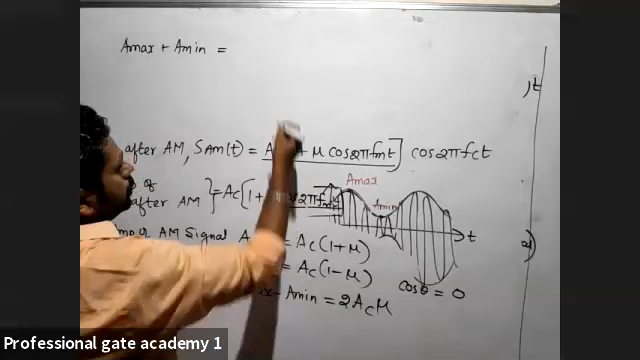 Amax + Amin =
), t
after AM, SAM(t) = A + μ cos2πfmt] cos2πfct
of
after AM } = Ac[1+ cos2πfm
Amax
Amin
t
AM Signal A = Ac(1+μ)
= Ac(1-μ)
- Amin = 2Acμ
cosθ = 0
Professional gate academy 1